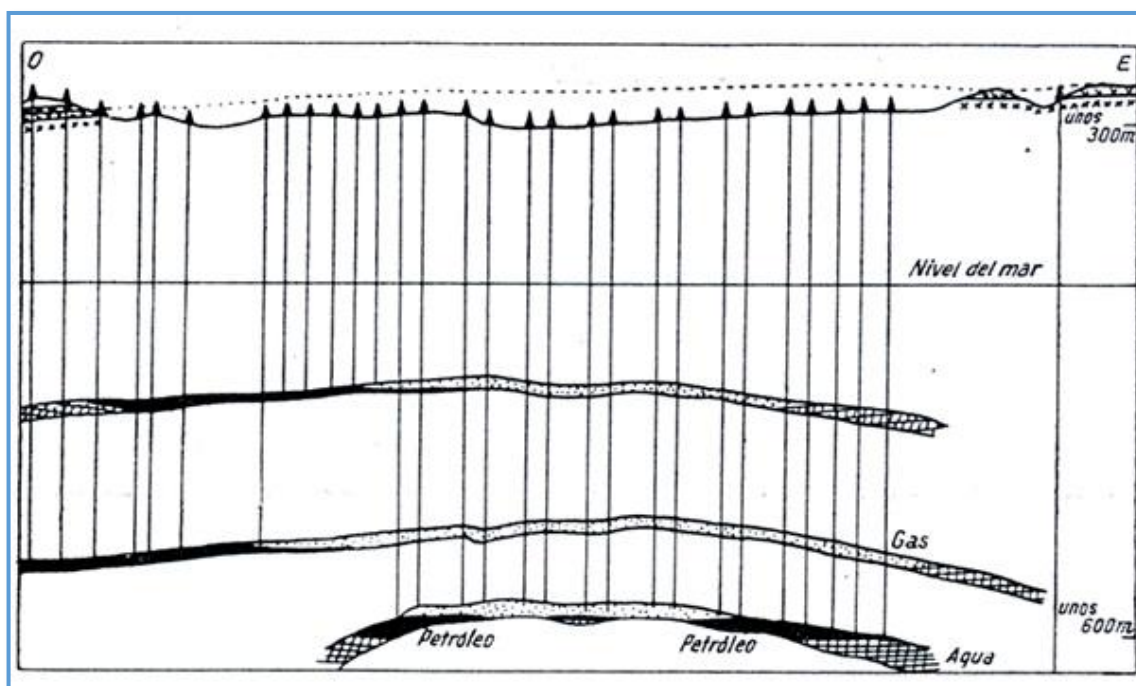 O
E
unos
300m
Nivel del mar
Gas
unos
600m
Petróleo
Petróleo
Agua